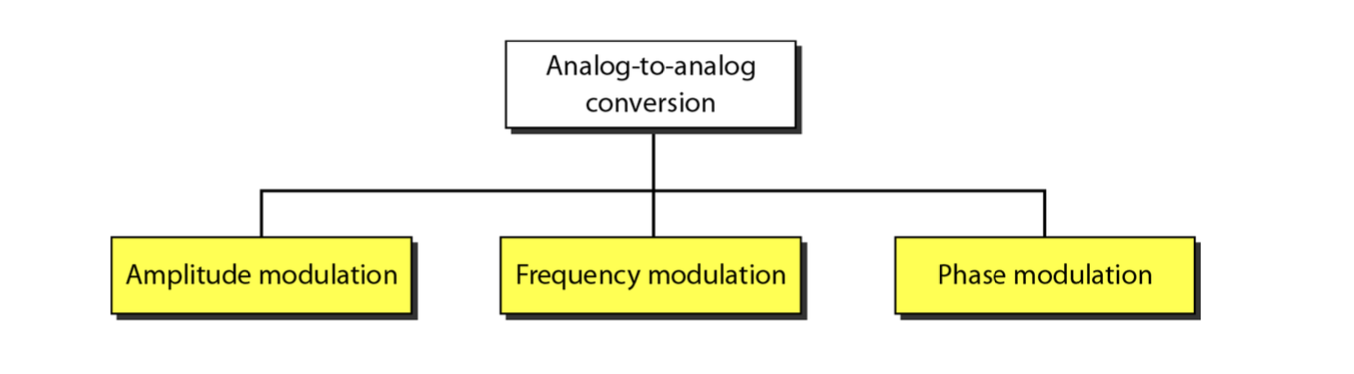 Analog-to-analog
conversion
Amplitude modulation
Frequency modulation
Phase modulation